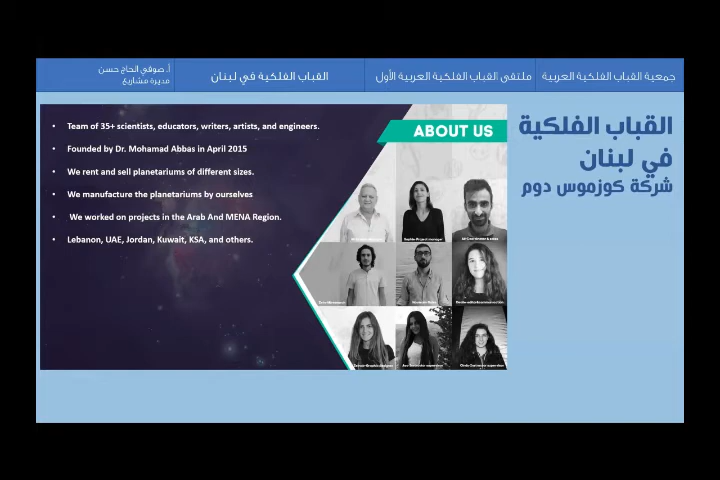 جمعية القباب الفلكية العربية
ملتقى القباب الفلكية العربية الأول
القباب الفلكية في لبنان
أ. صوفي الحاج حسن
مديرة مشاريع
القباب الفلكية
في لبنان
شركة كوزموس دوم
ABOUT US
• Team of 35+ scientists, educators, writers, artists, and engineers.
• Founded by Dr. Mohamad Abbas in April 2015
• We rent and sell planetariums of different sizes.
• We manufacture the planetariums by ourselves
• We worked on projects in the Arab And MENA Region.
• Lebanon, UAE, Jordan, Kuwait, KSA, and others.